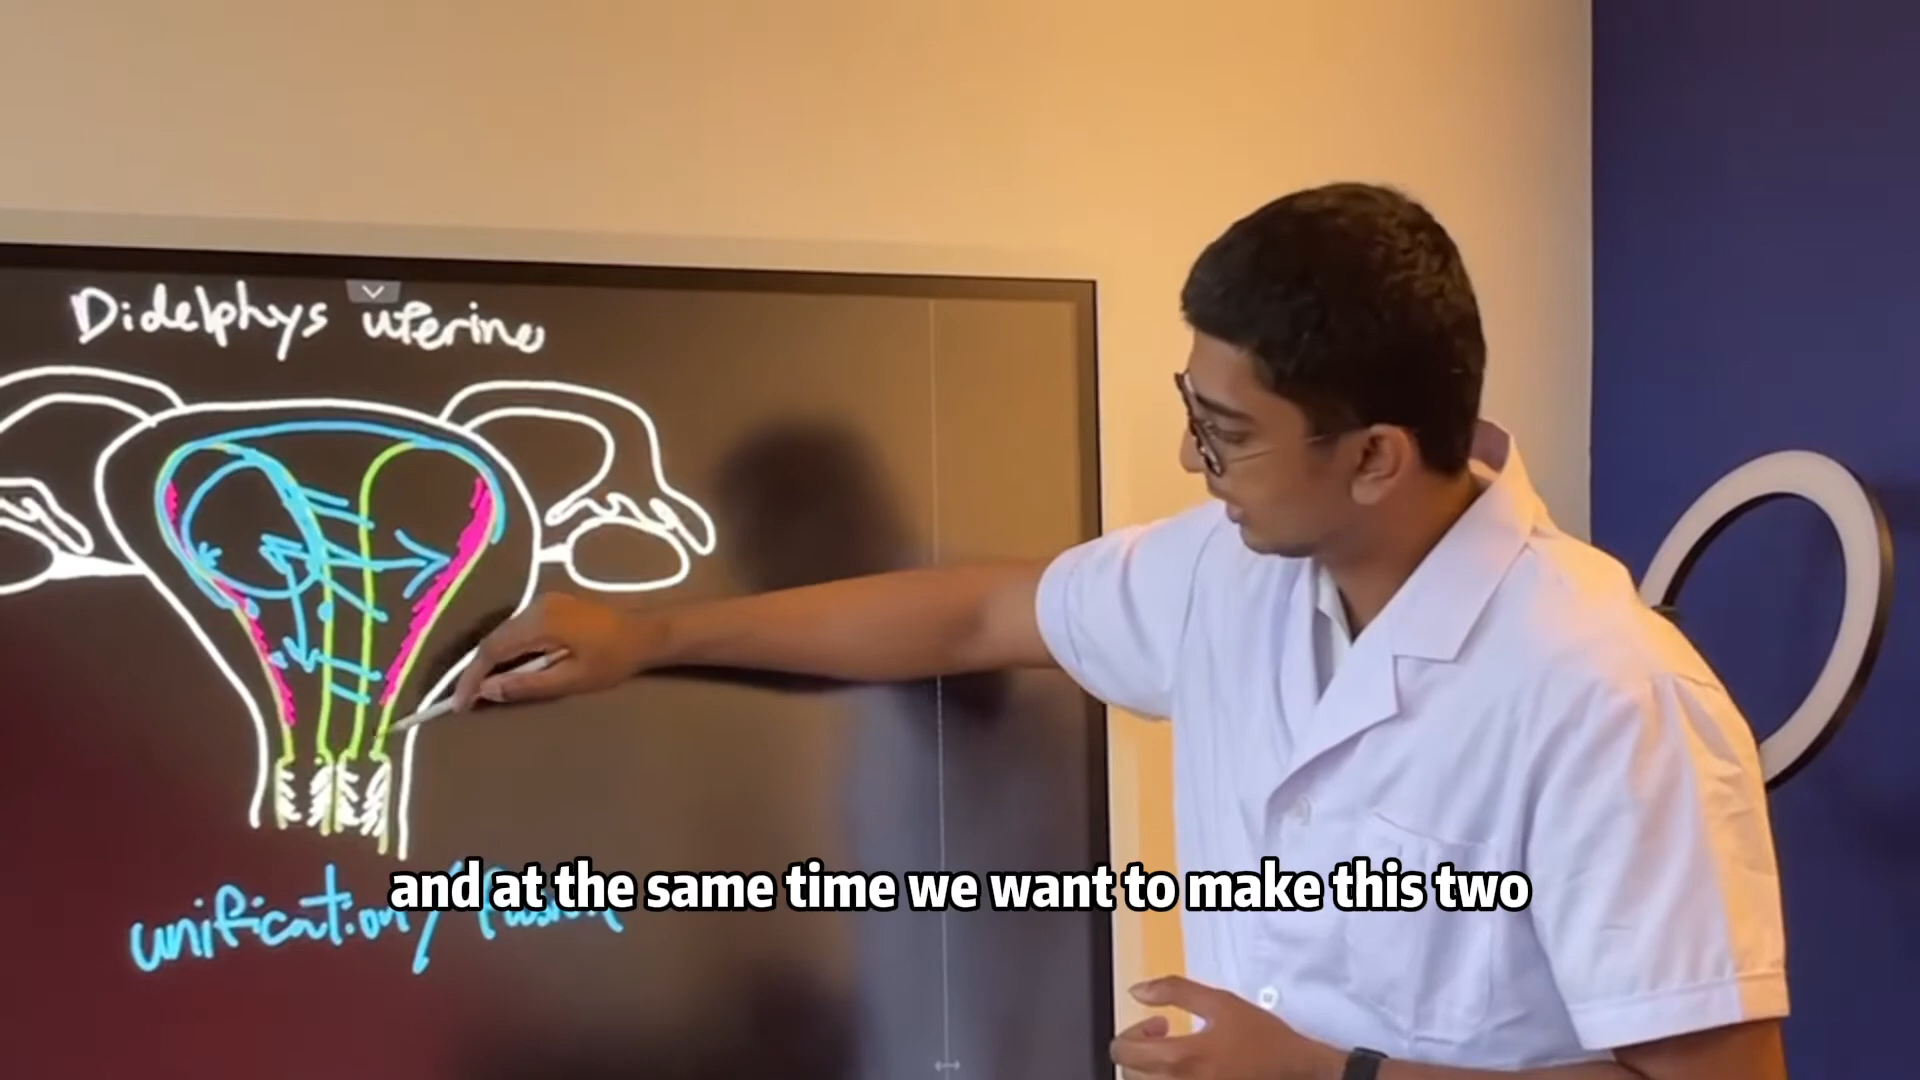 Didelphys uterine
and at the same time we want to make this two
unification/